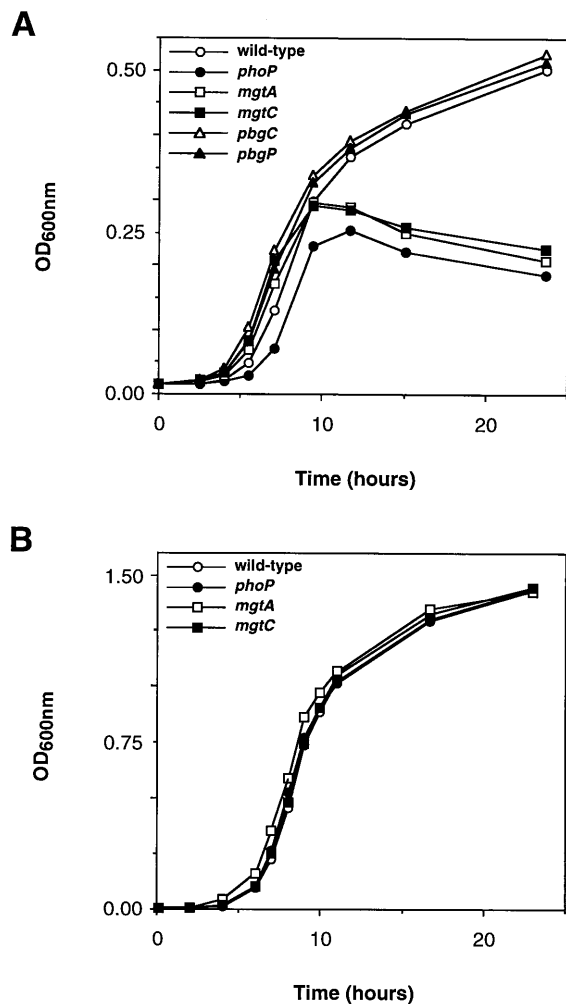 A
wild-type
phoP
mgtA
mgtC
pbgC
pbgP
0.50
0.25
0.00
OD600nm
0
10
20
Time (hours)
B
wild-type
phoP
mgtA
mgtC
1.50
0.75
0.00
OD600nm
0
10
20
Time (hours)